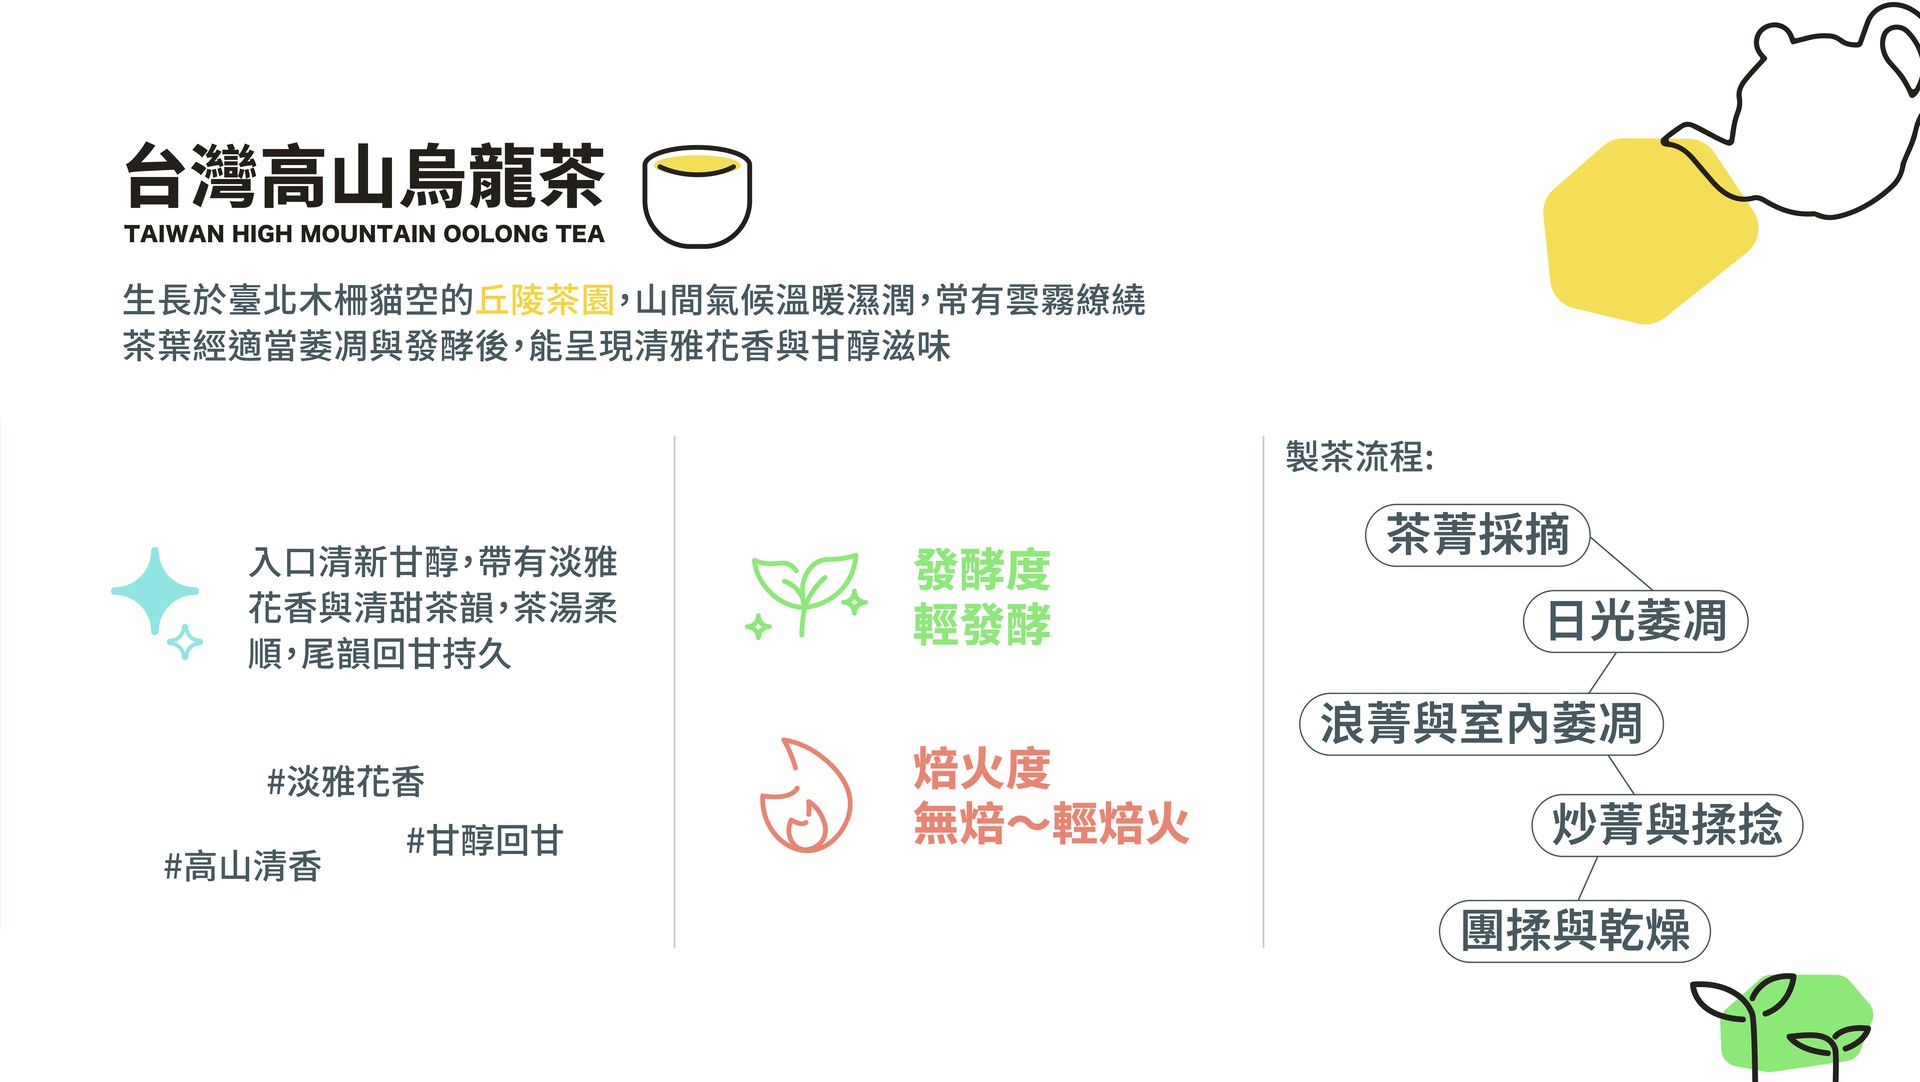 台灣高山烏龍茶
TAIWAN HIGH MOUNTAIN OOLONG TEA
生長於臺北木柵貓空的丘陵茶園,山間氣候溫暖濕潤,常有雲霧繚繞
茶葉經適當萎凋與發酵後,能呈現清雅花香與甘醇滋味
入口清新甘醇,帶有淡雅
花香與清甜茶韻,茶湯柔
順,尾韻回甘持久
#淡雅花香
#甘醇回甘
#高山清香
發酵度
輕發酵
焙火度
無焙～輕焙火
製茶流程:
茶菁採摘
日光萎凋
浪菁與室內萎凋
炒菁與揉捻
團揉與乾燥